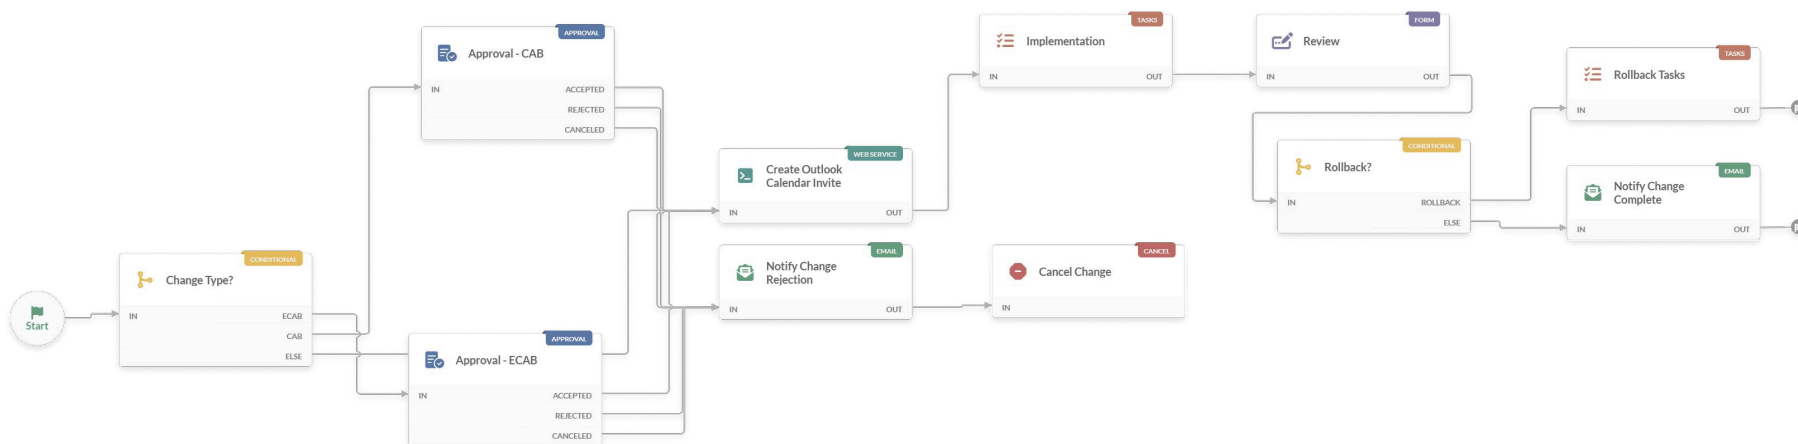 Start
CONDITIONAL
Change Type?
IN
ECAB
CAB
ELSE
APPROVAL
Approval - CAB
IN
ACCEPTED
REJECTED
CANCELED
APPROVAL
Approval - ECAB
IN
ACCEPTED
REJECTED
CANCELED
WEB SERVICE
Create Outlook
Calendar Invite
IN
OUT
EMAIL
Notify Change
Rejection
IN
OUT
CANCEL
Cancel Change
IN
TASKS
Implementation
IN
OUT
FORM
Review
IN
OUT
CONDITIONAL
Rollback?
IN
ROLLBACK
ELSE
TASKS
Rollback Tasks
IN
OUT
EMAIL
Notify Change
Complete
IN
OUT